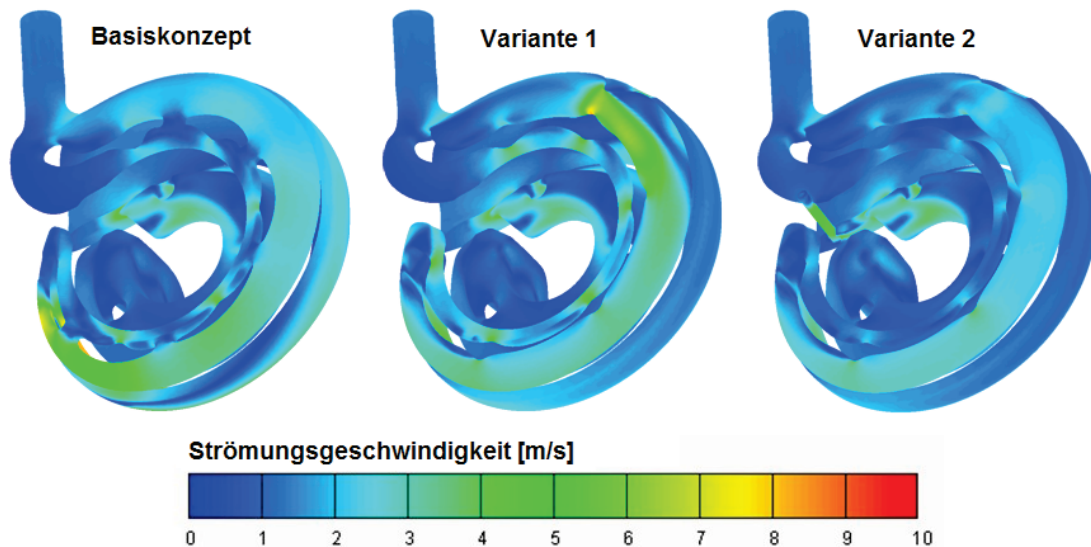 Basiskonzept
Variante 1
Variante 2
Strömungsgeschwindigkeit [m/s]
0 1 2 3 4 5 6 7 8 9 10